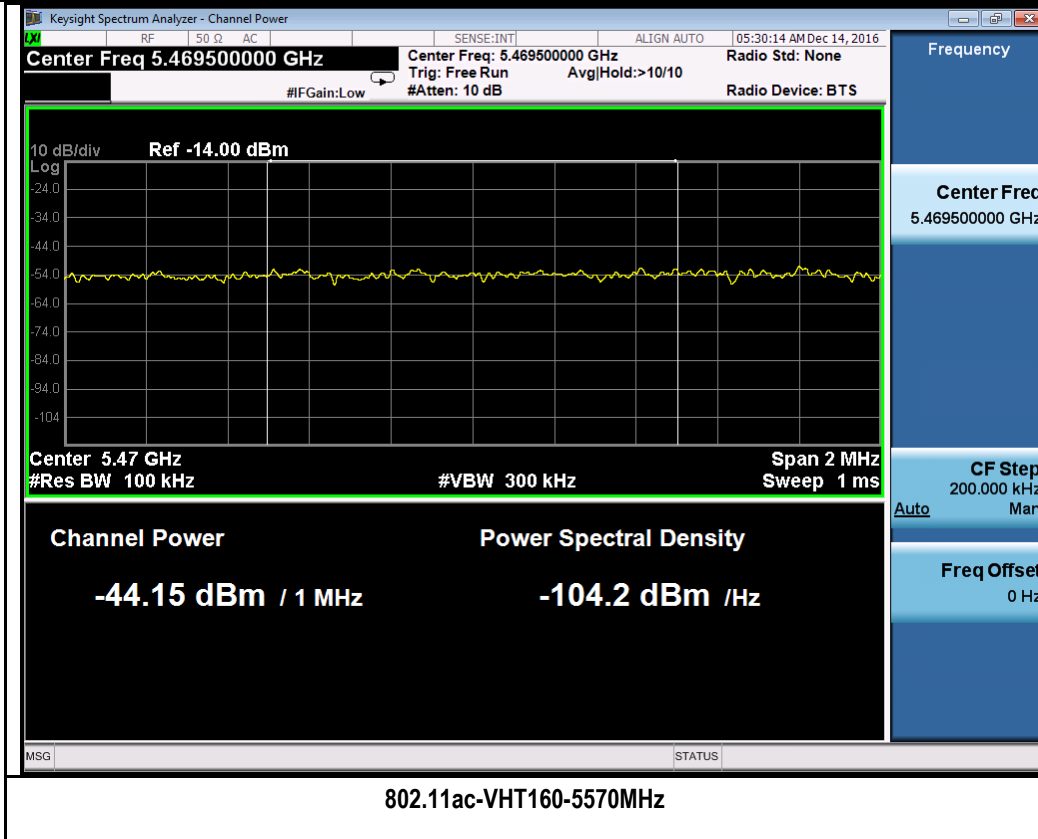 Keysight Spectrum Analyzer - Channel Power
LXI RF 50 Ω AC SENSE:INT ALIGN AUTO 05:30:14 AM Dec 14, 2016
Center Freq 5.469500000 GHz
#IFGain:Low
Center Freq: 5.469500000 GHz
Trig: Free Run Avg|Hold:>10/10
#Atten: 10 dB
Radio Std: None
Radio Device: BTS
10 dB/div Ref -14.00 dBm
Log
-24.0
-34.0
-44.0
-54.0
-64.0
-74.0
-84.0
-94.0
-104
Center 5.47 GHz Span 2 MHz
#Res BW 100 kHz #VBW 300 kHz Sweep 1 ms
Channel Power Power Spectral Density
-44.15 dBm / 1 MHz -104.2 dBm /Hz
Frequency
Center Freq
5.469500000 GHz
CF Step
200.000 kHz
Auto Man
Freq Offset
0 Hz
MSG STATUS
802.11ac-VHT160-5570MHz